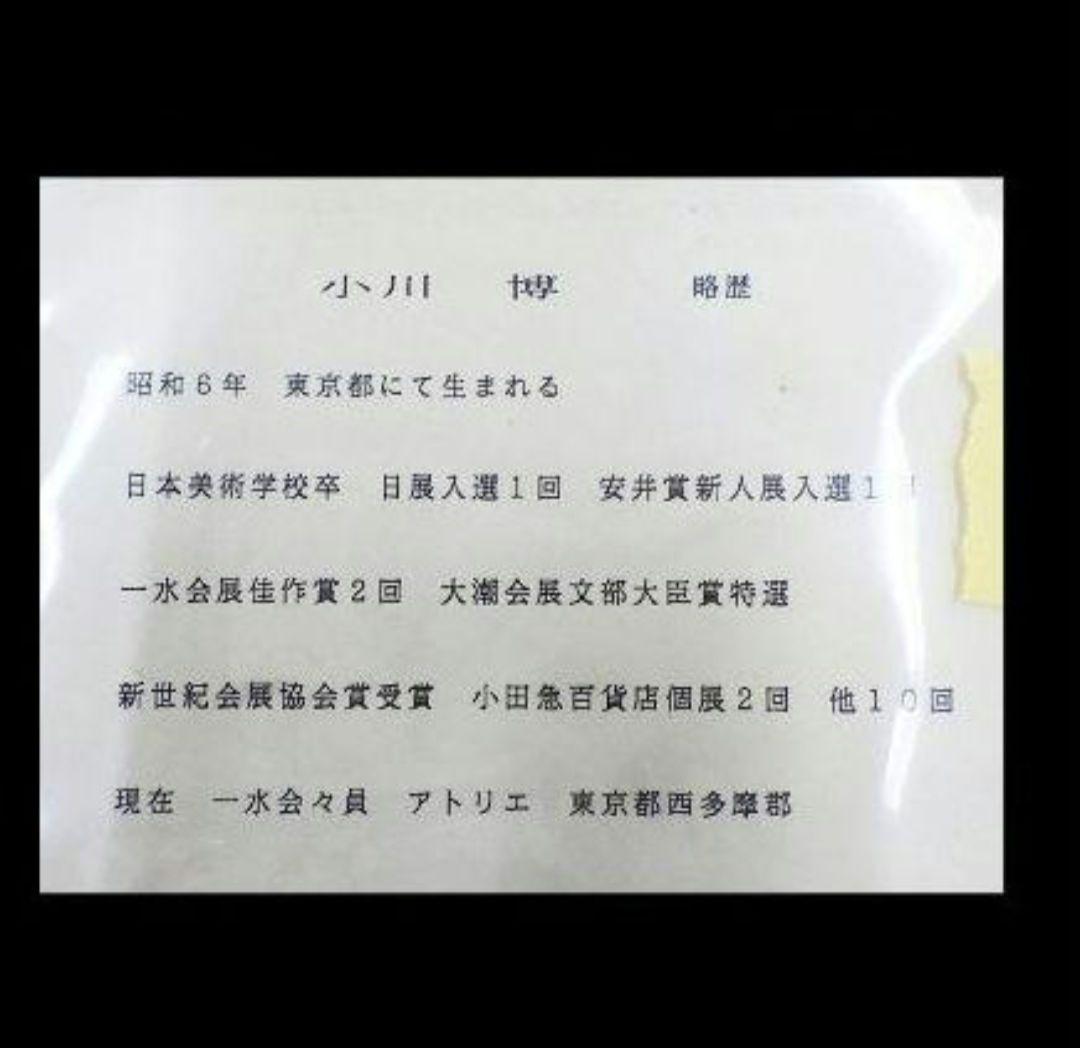 小川　博　　略歴
昭和6年　東京都にて生まれる
日本美術学校卒　日展入選1回　安井賞新人展入選1
一水会展佳作賞2回　大潮会展文部大臣賞特選
新世紀会展協会賞受賞　小田急百貨店個展2回　他10回
現在　一水会々員　アトリエ　東京都西多摩郡